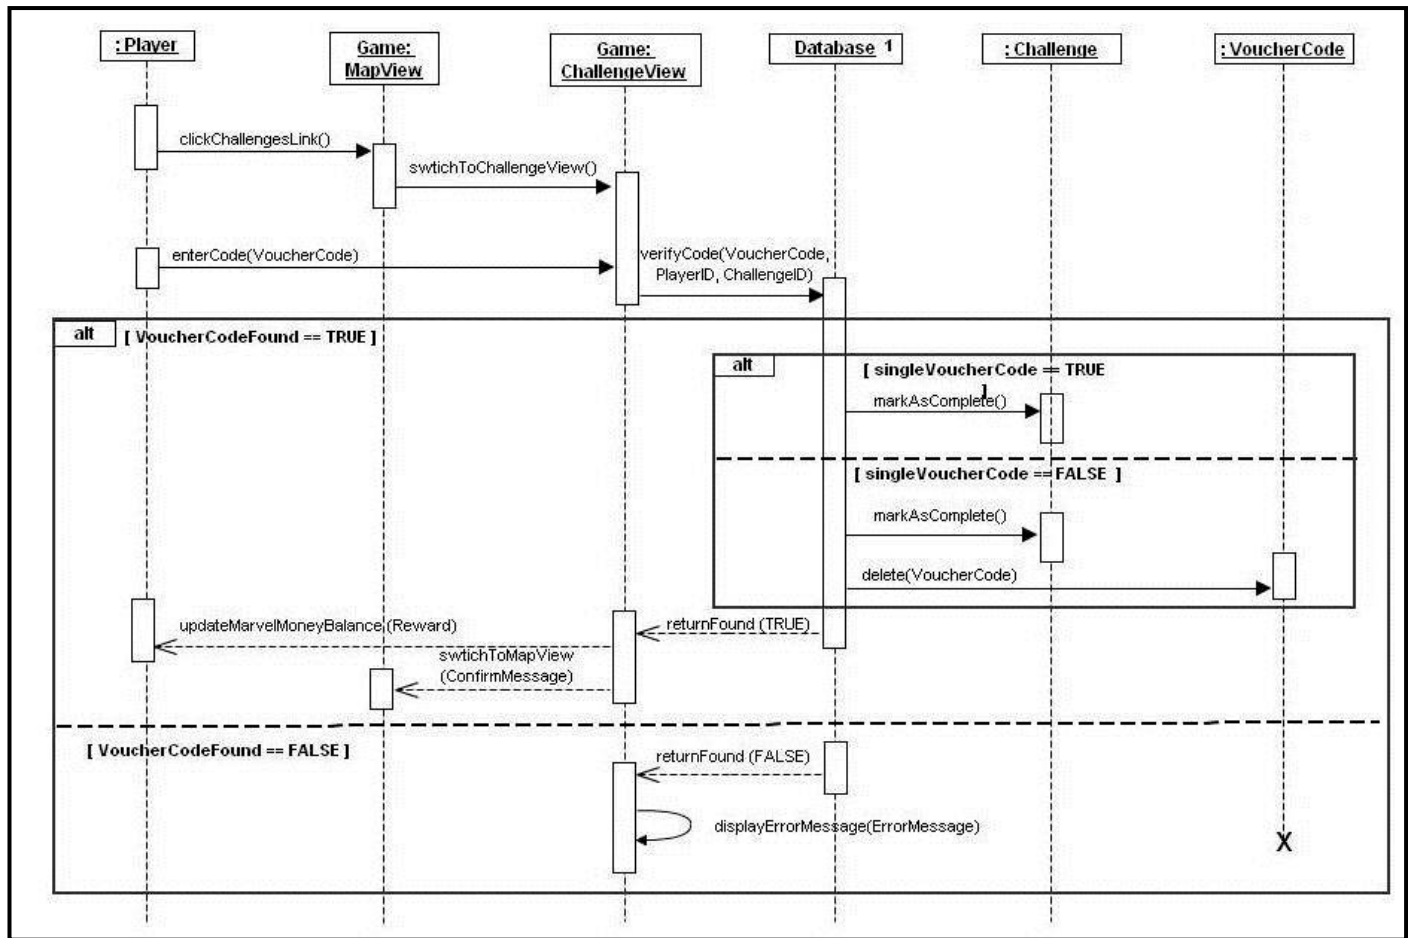 : Player
Game:
MapView
Game:
ChallengeView
Database 1
: Challenge
: VoucherCode
clickChallengesLink()
swtichToChallengeView()
enterCode(VoucherCode)
verifyCode(VoucherCode,
PlayerID, ChallengeID)
alt
[ VoucherCodeFound == TRUE ]
alt
[ singleVoucherCode == TRUE
]
markAsComplete()
[ singleVoucherCode == FALSE ]
markAsComplete()
delete(VoucherCode)
returnFound (TRUE)
updateMarvelMoneyBalance (Reward)
swtichToMapView
(ConfirmMessage)
[ VoucherCodeFound == FALSE ]
returnFound (FALSE)
displayErrorMessage(ErrorMessage)
X